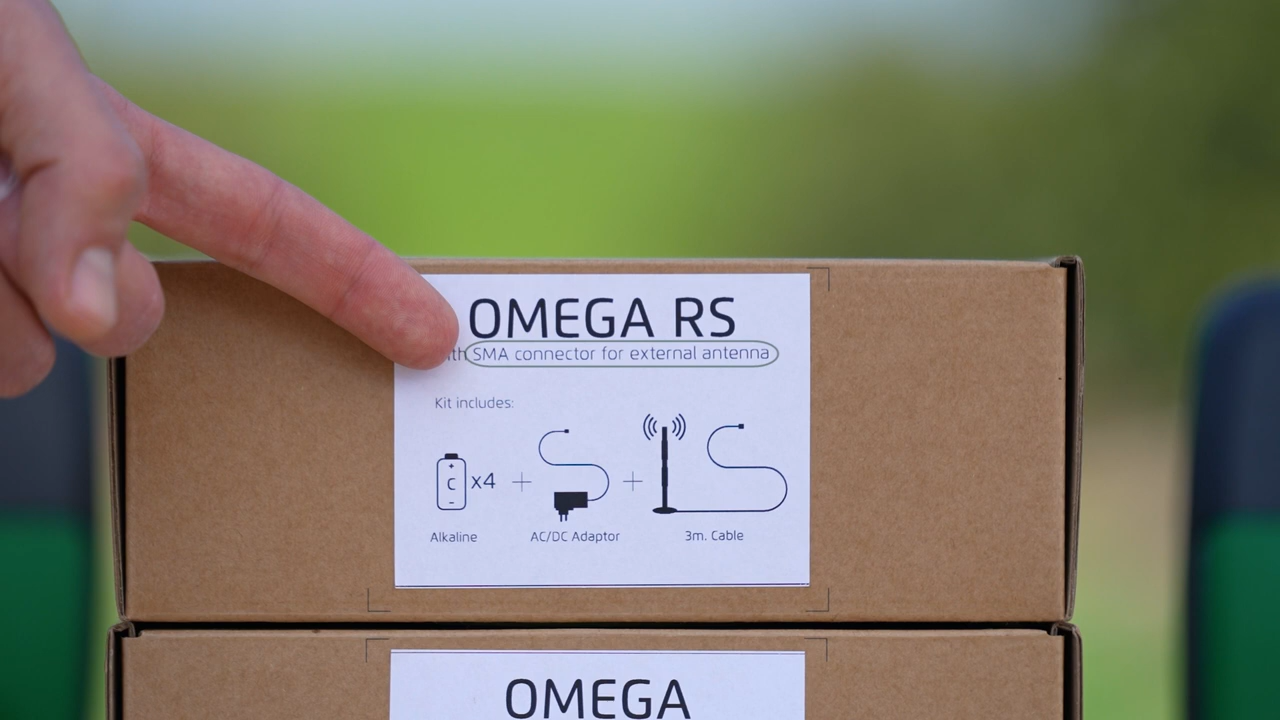 OMEGA RS
SMA connector for external antenna
Kit includes:
+
C
-
x4
+
+
Alkaline
AC/DC Adaptor
3m. Cable
OMEGA